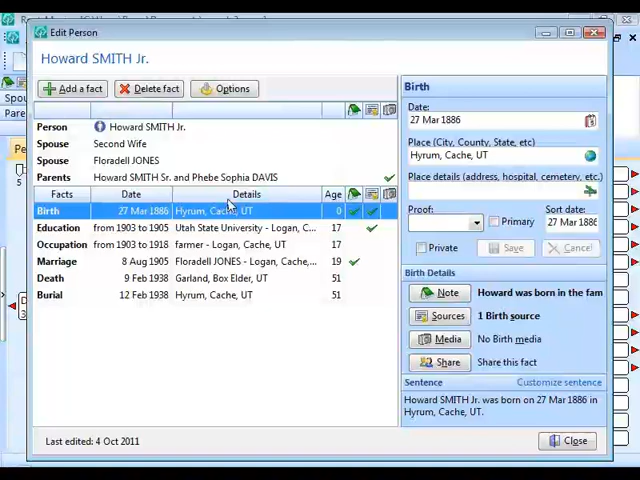 Edit Person
Howard SMITH Jr.
Add a fact
Delete fact
Options
Person Howard SMITH Jr.
Spouse Second Wife
Spouse Floradell JONES
Parents Howard SMITH Jr. and Phebe Sophia DAVIS
Facts Date Details Age
Birth 27 Mar 1886 Hyrum, Cache, UT 0
Education from 1903 to 1905 Utah State University - Logan, C... 17
Occupation from 1903 to 1905 farmer - Logan, Cache, UT 17
Marriage 8 Aug 1905 Floradell JONES - Logan, Cache,... 19
Death 9 Feb 1938 Garland, Box Elder, UT 51
Burial 12 Feb 1938 Hyrum, Cache, UT 51
Last edited: 4 Oct 2011
Birth
Date:
27 Mar 1886
Place (City, County, State, etc)
Hyrum, Cache, UT
Place details (address, hospital, cemetery, etc.)
Proof:
Primary
Sort date:
27 Mar 1886
Private
Save
Cancel
Birth Details
Note Howard was born in the fam
Sources 1 Birth source
Media No Birth media
Share Share this fact
Sentence Customize sentence
Howard SMITH Jr. was born on 27 Mar 1886 in
Hyrum, Cache, UT.
Close
Spou
Pare
Pe
5